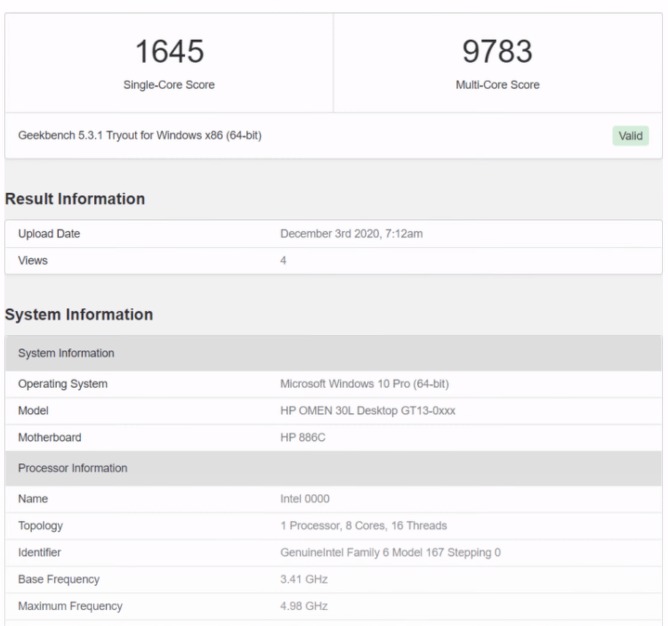 1645 9783
Single-Core Score Multi-Core Score
Geekbench 5.3.1 Tryout for Windows x86 (64-bit) Valid
Result Information
Upload Date December 3rd 2020, 7:12am
Views 4
System Information
System Information
Operating System Microsoft Windows 10 Pro (64-bit)
Model HP OMEN 30L Desktop GT13-0xxx
Motherboard HP 886C
Processor Information
Name Intel 0000
Topology 1 Processor, 8 Cores, 16 Threads
Identifier GenuineIntel Family 6 Model 167 Stepping 0
Base Frequency 3.41 GHz
Maximum Frequency 4.98 GHz